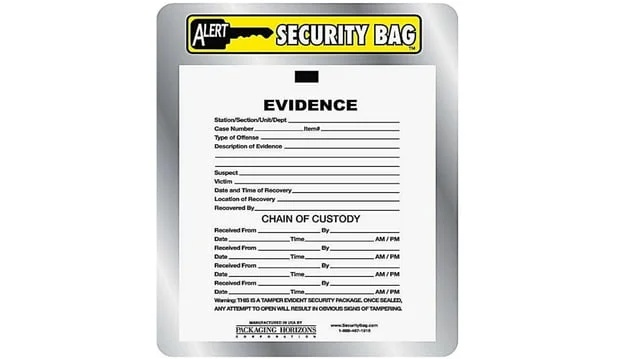 ALERT SECURITY BAG TM
EVIDENCE
Station/Section/Unit/Dept
Case Number Item#
Type of Offense
Description of Evidence
Suspect
Victim
Date and Time of Recovery
Location of Recovery
Recovered By
CHAIN OF CUSTODY
Received From By
Date Time AM / PM
Received From By
Date Time AM / PM
Received From By
Date Time AM / PM
Received From By
Date Time AM / PM
Warning: THIS IS A TAMPER EVIDENT SECURITY PACKAGE. ONCE SEALED,
ANY ATTEMPT TO OPEN WILL RESULT IN OBVIOUS SIGNS OF TAMPERING.
MANUFACTURED IN USA BY
PACKAGING HORIZONS
CORPORATION
www.SecurityBag.com